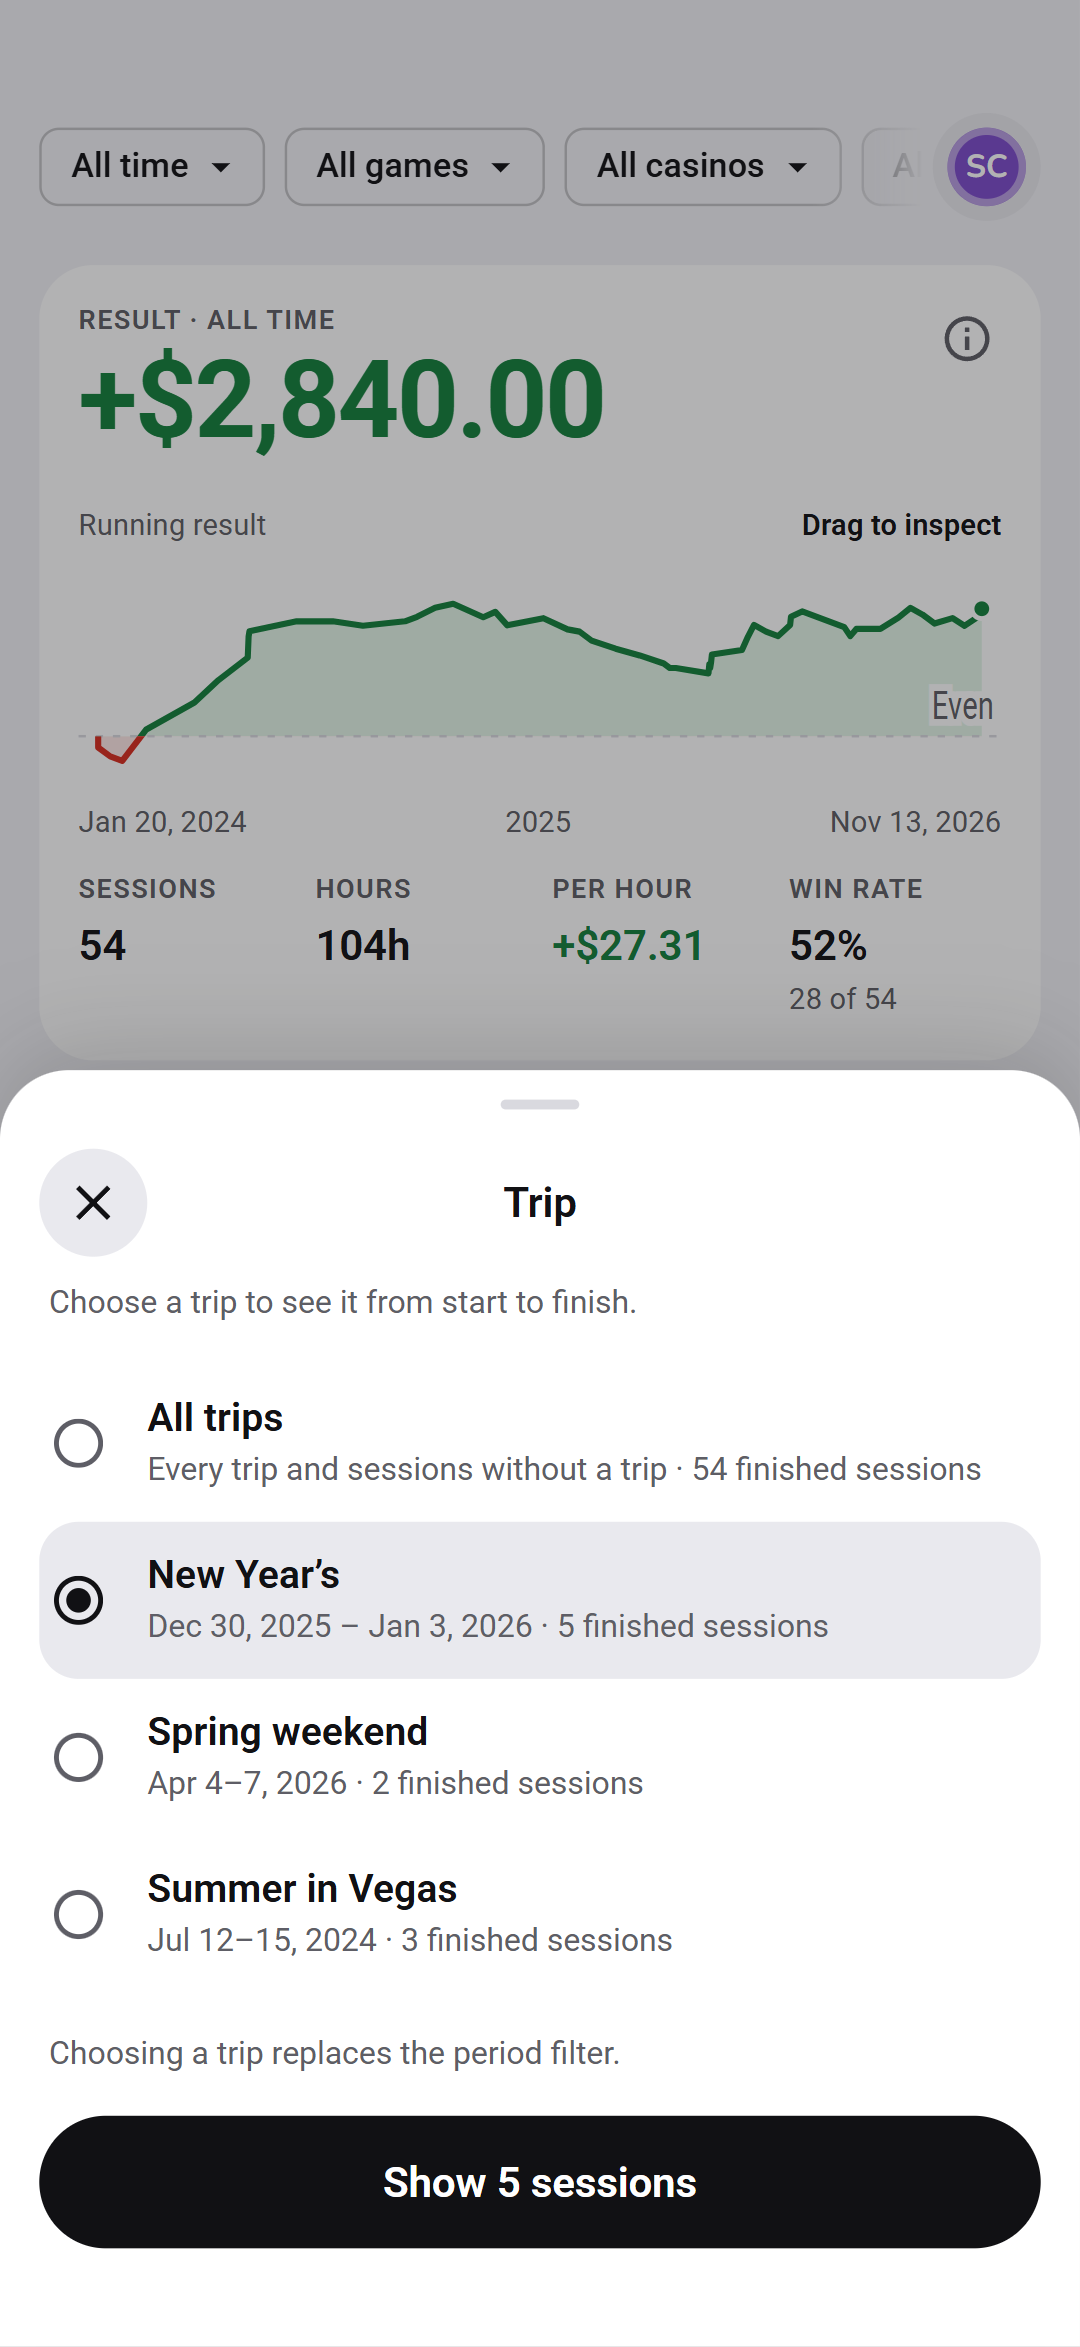 All time
All games
All casinos
SC
RESULT · ALL TIME
+$2,840.00
Running result
Drag to inspect
Even
Jan 20, 2024
2025
Nov 13, 2026
SESSIONS
HOURS
PER HOUR
WIN RATE
54
104h
+$27.31
52%
28 of 54
Trip
Choose a trip to see it from start to finish.
All trips
Every trip and sessions without a trip · 54 finished sessions
New Year’s
Dec 30, 2025 – Jan 3, 2026 · 5 finished sessions
Spring weekend
Apr 4–7, 2026 · 2 finished sessions
Summer in Vegas
Jul 12–15, 2024 · 3 finished sessions
Choosing a trip replaces the period filter.
Show 5 sessions